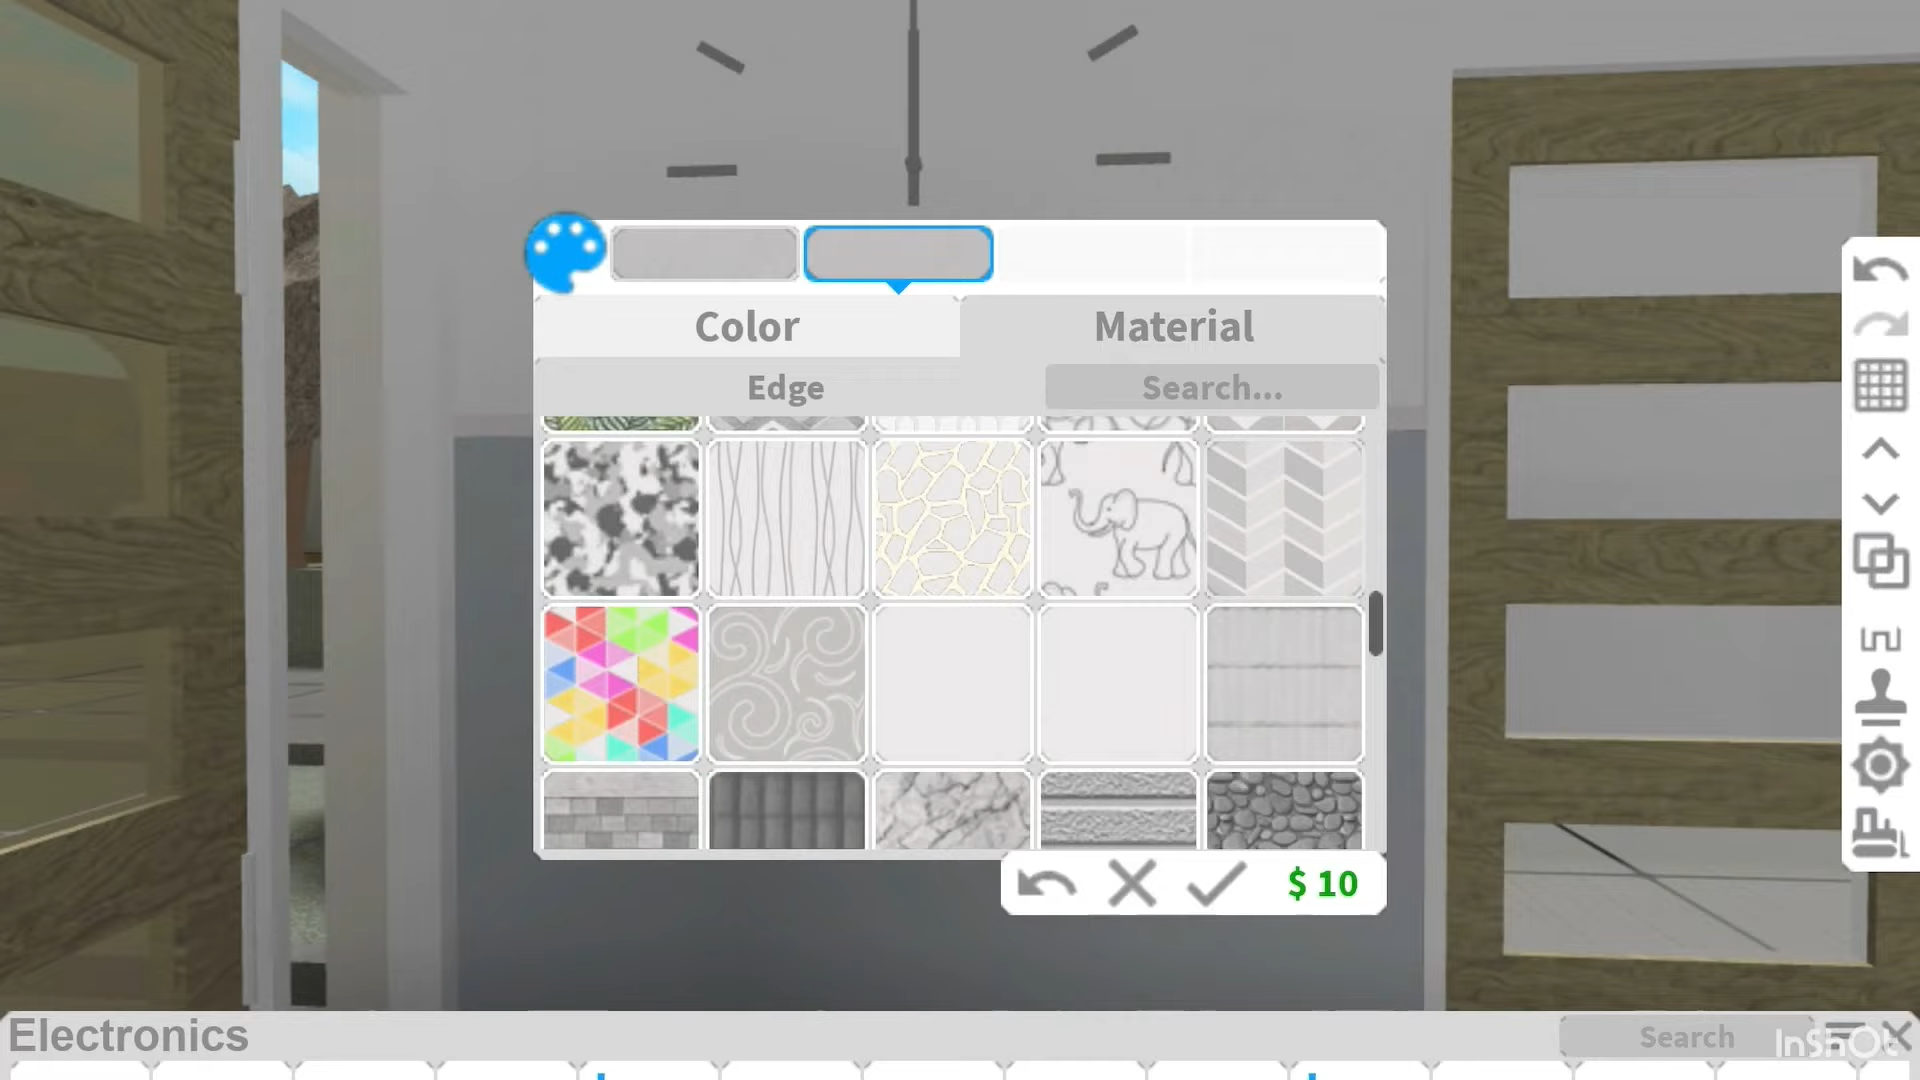 Color
Material
Edge
Search...
$ 10
Electronics
Search
InShOt